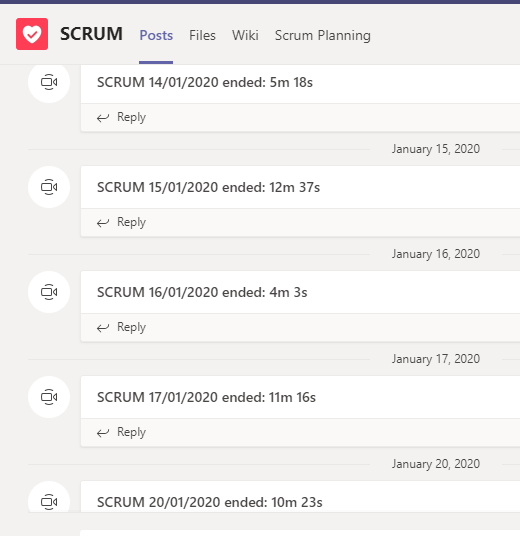 SCRUM Posts Files Wiki Scrum Planning
SCRUM 14/01/2020 ended: 5m 18s
Reply
January 15, 2020
SCRUM 15/01/2020 ended: 12m 37s
Reply
January 16, 2020
SCRUM 16/01/2020 ended: 4m 3s
Reply
January 17, 2020
SCRUM 17/01/2020 ended: 11m 16s
Reply
January 20, 2020
SCRUM 20/01/2020 ended: 10m 23s